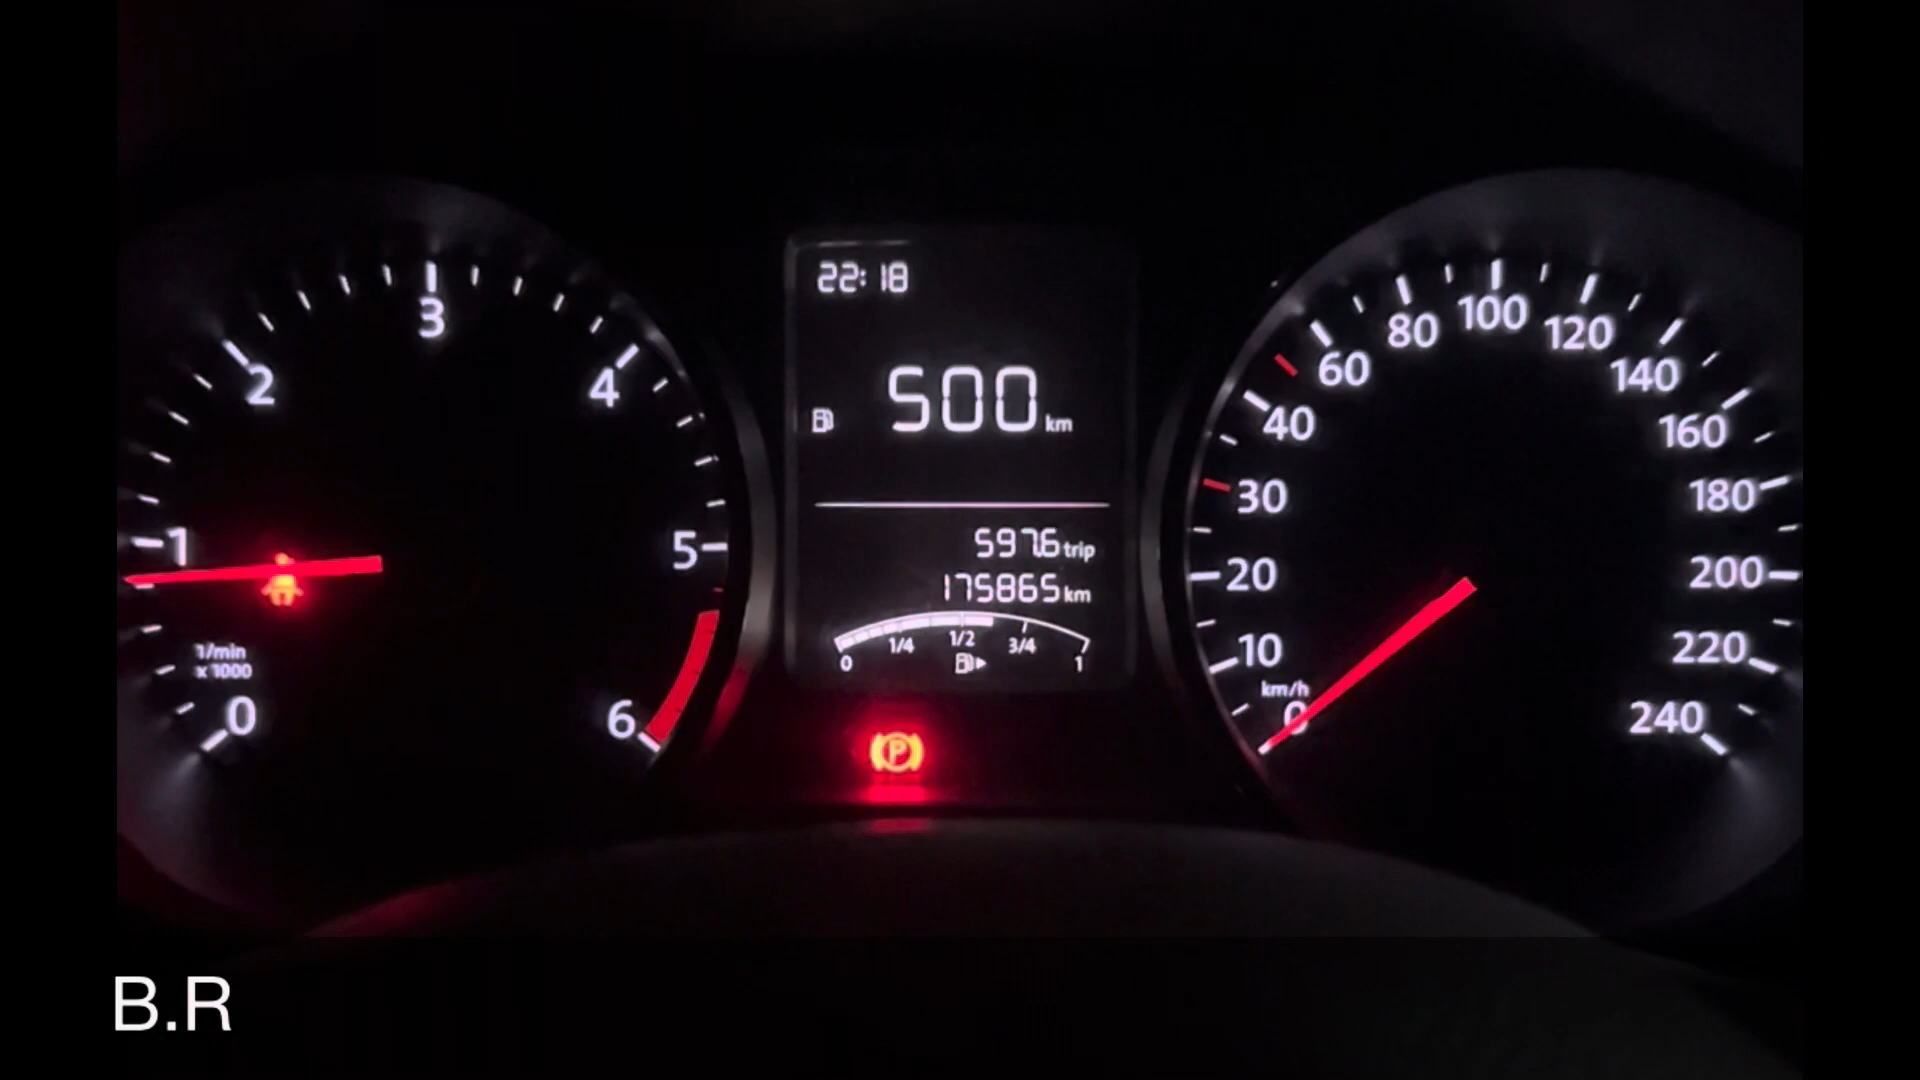 22:18
500 km
597.6 trip
175865 km
0 1/4 1/2 3/4 1
0 1 2 3 4 5 6
1/min
x 1000
0 10 20 30 40 60 80 100 120 140 160 180 200 220 240
km/h
P
B.R